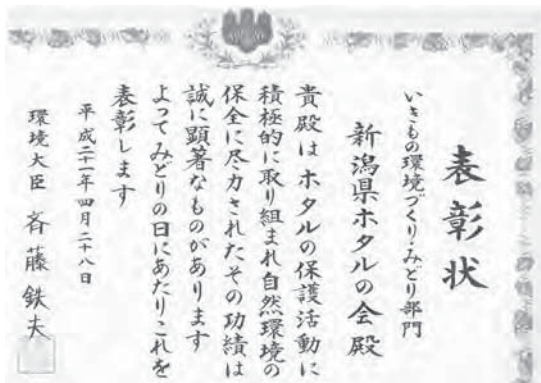 表彰状
いきもの環境づくり・みどり部門
新潟県ホタルの会殿
貴殿はホタルの保護活動に
積極的に取り組まれ自然環境の
保全に尽力されたその功績は
誠に顕著なものがあります
よってみどりの日にあたりこれを
表彰します
平成二十一年四月二十八日
環境大臣 斉藤鉄夫